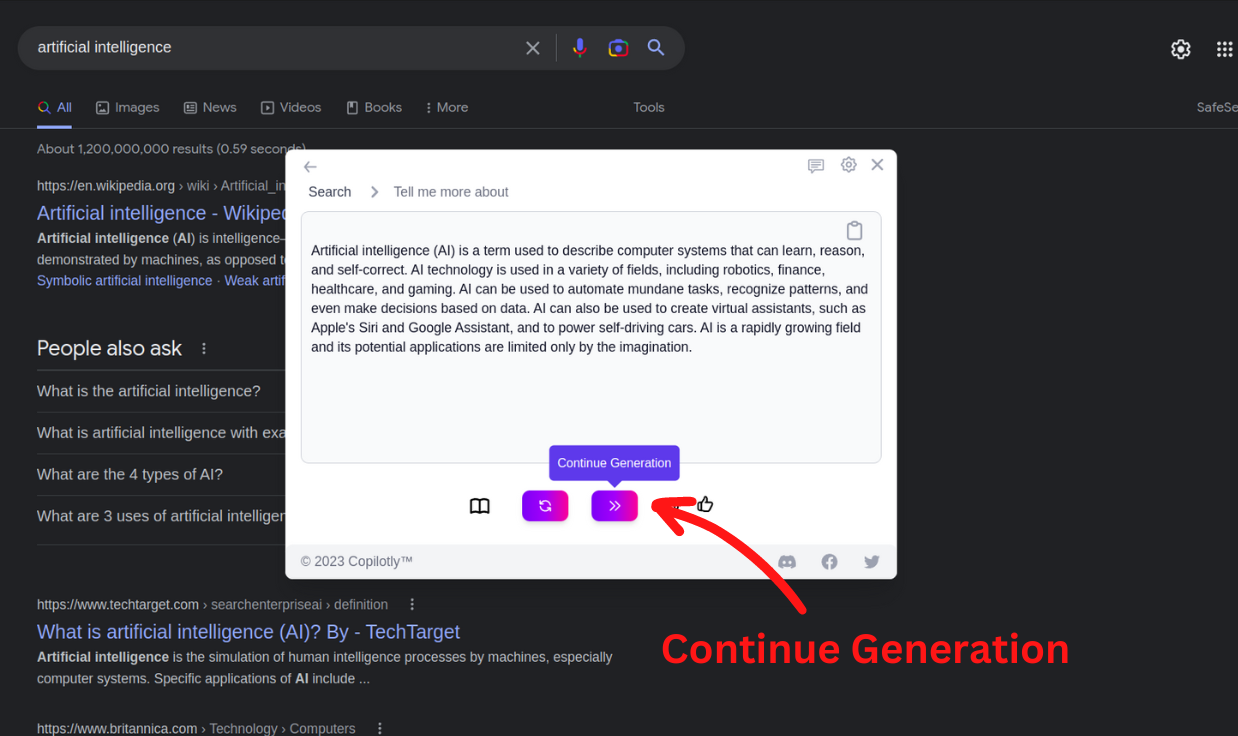 artificial intelligence
All Images News Videos Books More Tools SafeSe
About 1,200,000,000 results (0.59 seconds)
https://en.wikipedia.org › wiki › Artificial_in
Artificial intelligence - Wikiped
Artificial intelligence (AI) is intelligence—
demonstrated by machines, as opposed t
Symbolic artificial intelligence · Weak artif
People also ask
What is the artificial intelligence?
What is artificial intelligence with exa
What are the 4 types of AI?
What are 3 uses of artificial intelliger
Search > Tell me more about
Artificial intelligence (AI) is a term used to describe computer systems that can learn, reason,
and self-correct. AI technology is used in a variety of fields, including robotics, finance,
healthcare, and gaming. AI can be used to automate mundane tasks, recognize patterns, and
even make decisions based on data. AI can also be used to create virtual assistants, such as
Apple's Siri and Google Assistant, and to power self-driving cars. AI is a rapidly growing field
and its potential applications are limited only by the imagination.
Continue Generation
© 2023 Copilotly™
https://www.techtarget.com › searchenterpriseai › definition
What is artificial intelligence (AI)? By - TechTarget
Artificial intelligence is the simulation of human intelligence processes by machines, especially
computer systems. Specific applications of AI include ...
Continue Generation
https://www.britannica.com › Technology › Computers